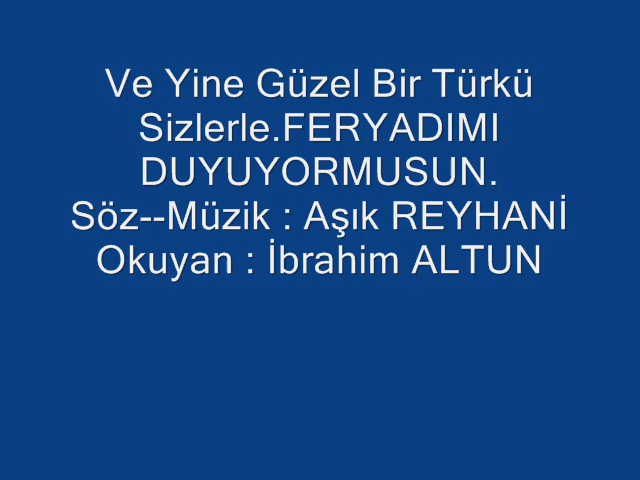 Ve Yine Güzel Bir Türkü
Sizlerle.FERYADIMI
DUYUYORMUSUN.
Söz--Müzik : Aşık REYHANİ
Okuyan : İbrahim ALTUN